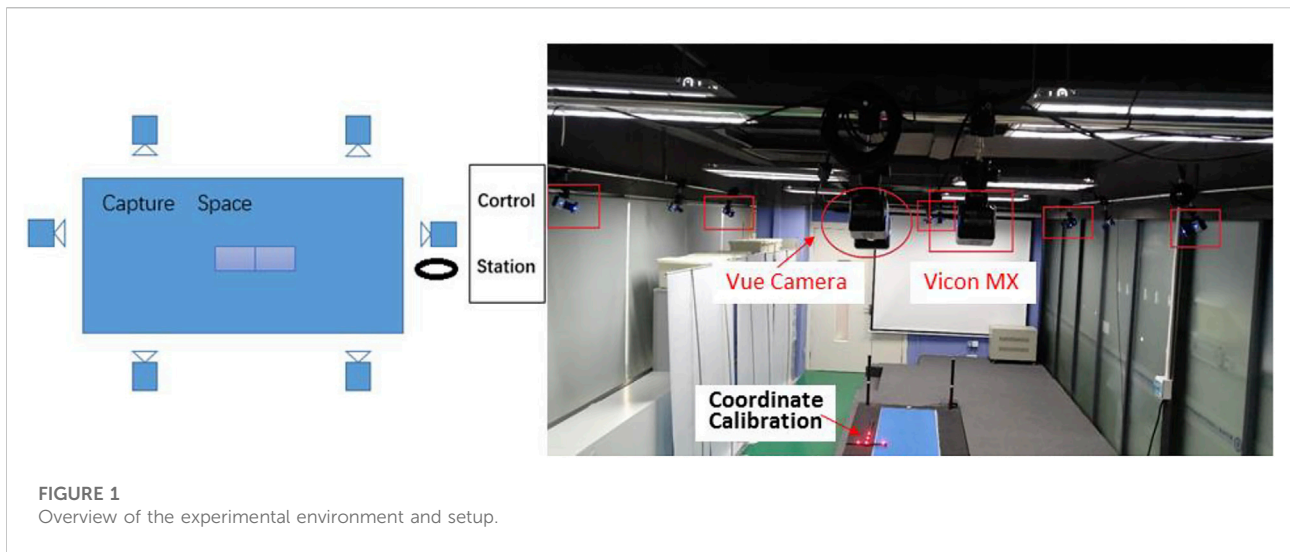 Capture Space
Cortrol
Station
Vue Camera
Vicon MX
Coordinate
Calibration
FIGURE 1
Overview of the experimental environment and setup.